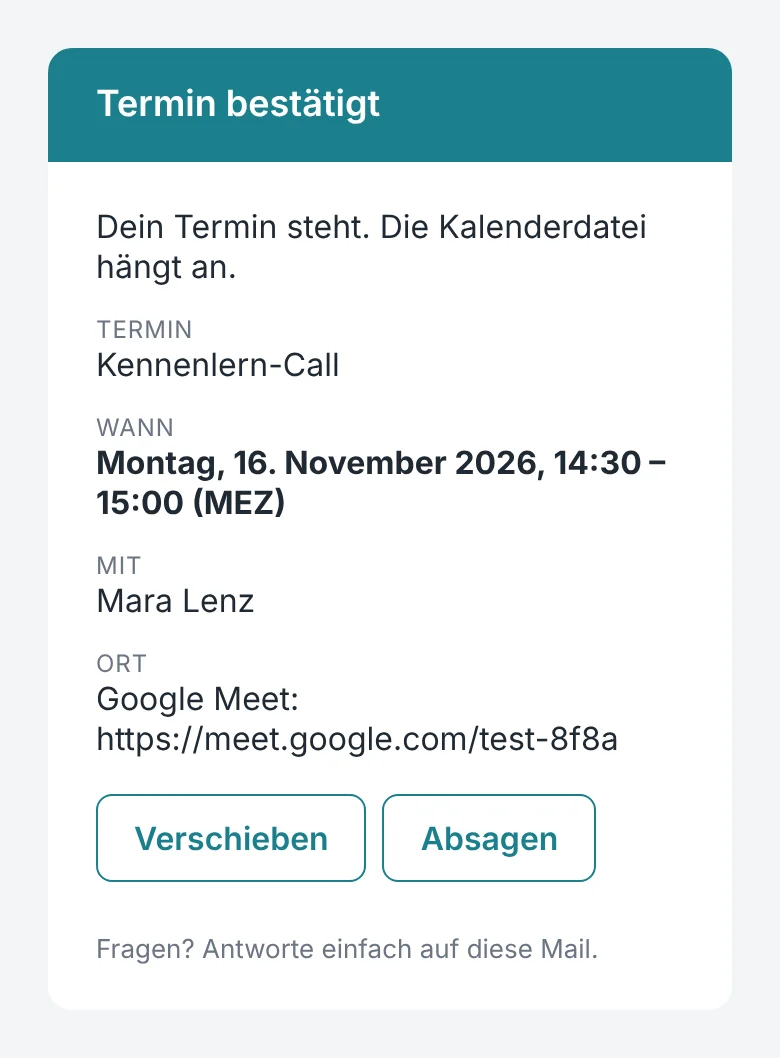 Termin bestätigt
Dein Termin steht. Die Kalenderdatei
hängt an.
TERMIN
Kennenlern-Call
WANN
Montag, 16. November 2026, 14:30 –
15:00 (MEZ)
MIT
Mara Lenz
ORT
Google Meet:
https://meet.google.com/test-8f8a
Verschieben
Absagen
Fragen? Antworte einfach auf diese Mail.